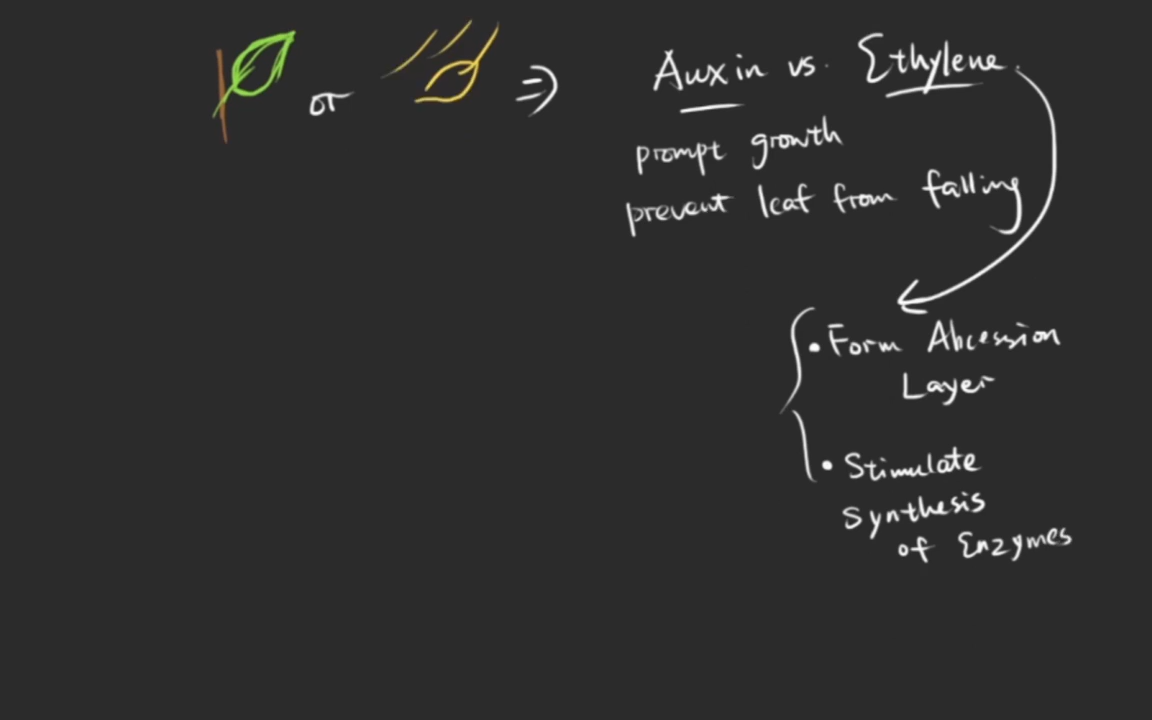 or ⇒ Auxin vs. Ethylene
prompt growth
prevent leaf from falling
• Form Abcession
Layer
• Stimulate
Synthesis
of Enzymes